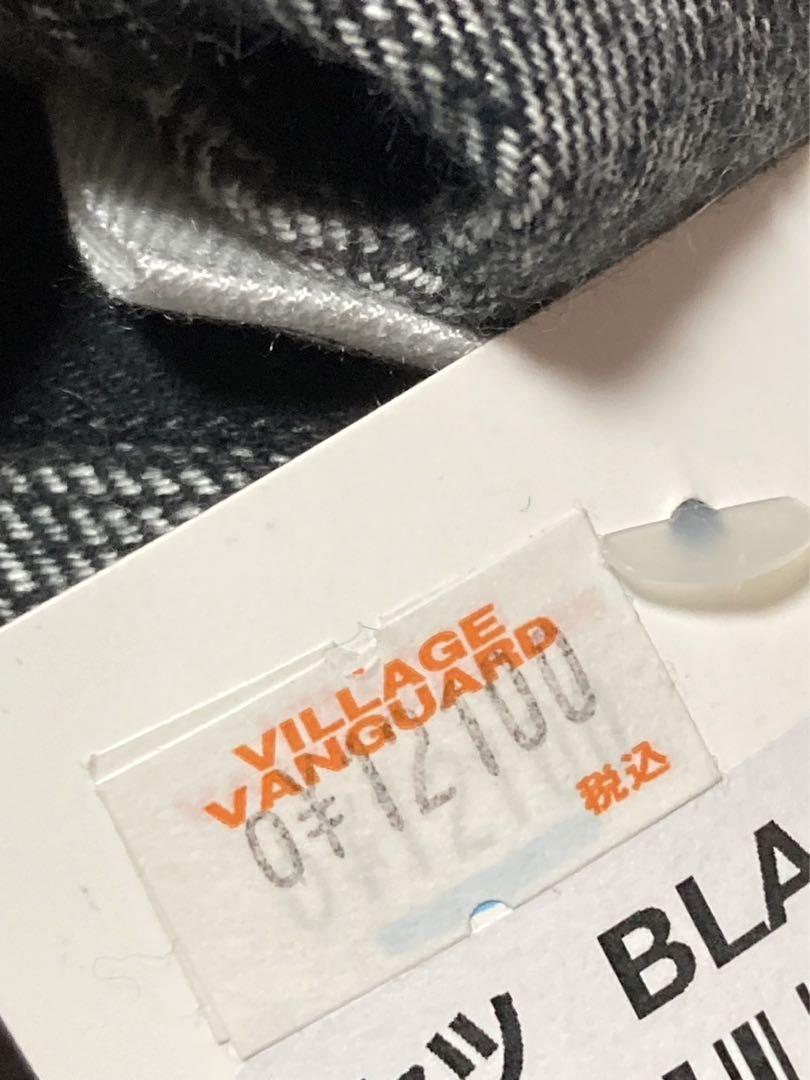 VILLAGE
VANGUARD
0¥12100
税込
ツ BLA